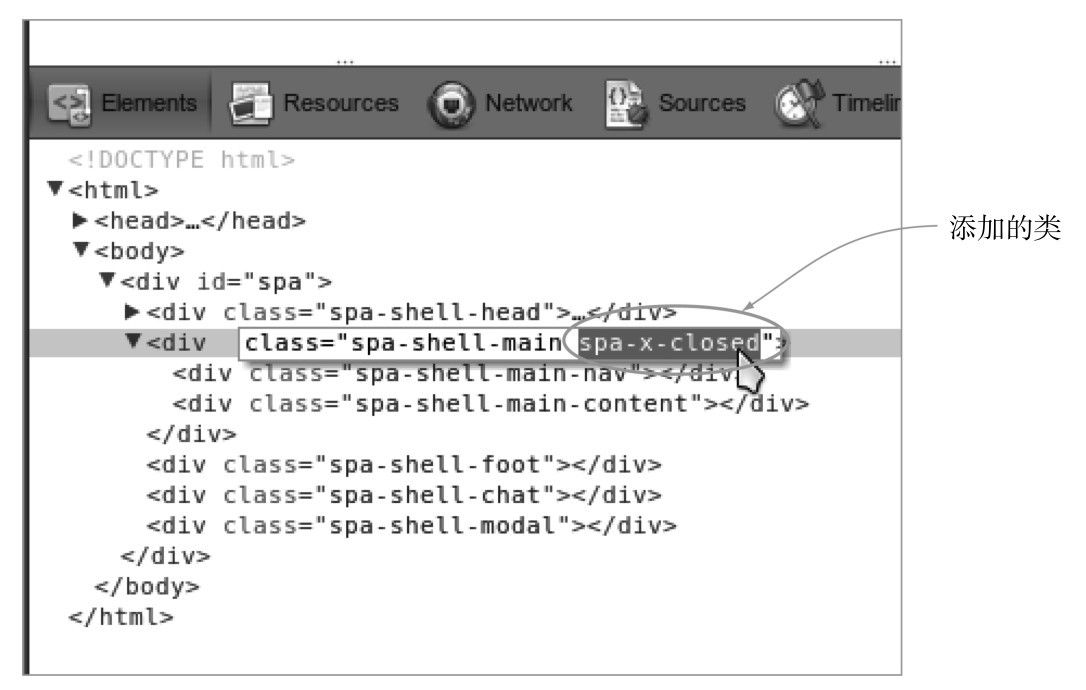 ...
...
Elements Resources Network Sources Timelin
<!DOCTYPE html>
▼<html>
▶<head>…</head>
▼<body>
▼<div id="spa">
▶<div class="spa-shell-head">…</div>
▼<div class="spa-shell-main spa-x-closed">
<div class="spa-shell-main-nav"></div>
<div class="spa-shell-main-content"></div>
</div>
<div class="spa-shell-foot"></div>
<div class="spa-shell-chat"></div>
<div class="spa-shell-modal"></div>
</div>
</body>
</html>
添加的类